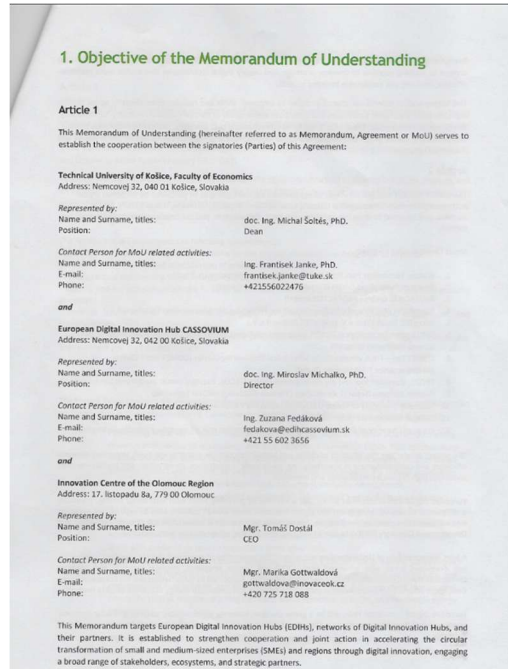 1. Objective of the Memorandum of Understanding
Article 1
This Memorandum of Understanding (hereinafter referred to as Memorandum, Agreement or MoU) serves to
establish the cooperation between the signatories (Parties) of this Agreement:
Technical University of Košice, Faculty of Economics
Address: Nemcovej 32, 040 01 Košice, Slovakia
Represented by:
Name and Surname, titles: doc. Ing. Michal Šoltés, PhD.
Position: Dean
Contact Person for MoU related activities:
Name and Surname, titles: Ing. Frantisek Janke, PhD.
E-mail: frantisek.janke@tuke.sk
Phone: +421556022476
and
European Digital Innovation Hub CASSOVIUM
Address: Nemcovej 32, 042 00 Košice, Slovakia
Represented by:
Name and Surname, titles: doc. Ing. Miroslav Michalko, PhD.
Position: Director
Contact Person for MoU related activities:
Name and Surname, titles: Ing. Zuzana Fedáková
E-mail: fedakova@edihcassovium.sk
Phone: +421 55 602 3656
and
Innovation Centre of the Olomouc Region
Address: 17. listopadu 8a, 779 00 Olomouc
Represented by:
Name and Surname, titles: Mgr. Tomáš Dostál
Position: CEO
Contact Person for MoU related activities:
Name and Surname, titles: Mgr. Marika Gottwaldová
E-mail: gottwaldova@inovaceok.cz
Phone: +420 725 718 088
This Memorandum targets European Digital Innovation Hubs (EDIHs), networks of Digital Innovation Hubs, and
their partners. It is established to strengthen cooperation and joint action in accelerating the circular
transformation of small and medium-sized enterprises (SMEs) and regions through digital innovation, engaging
a broad range of stakeholders, ecosystems, and strategic partners.